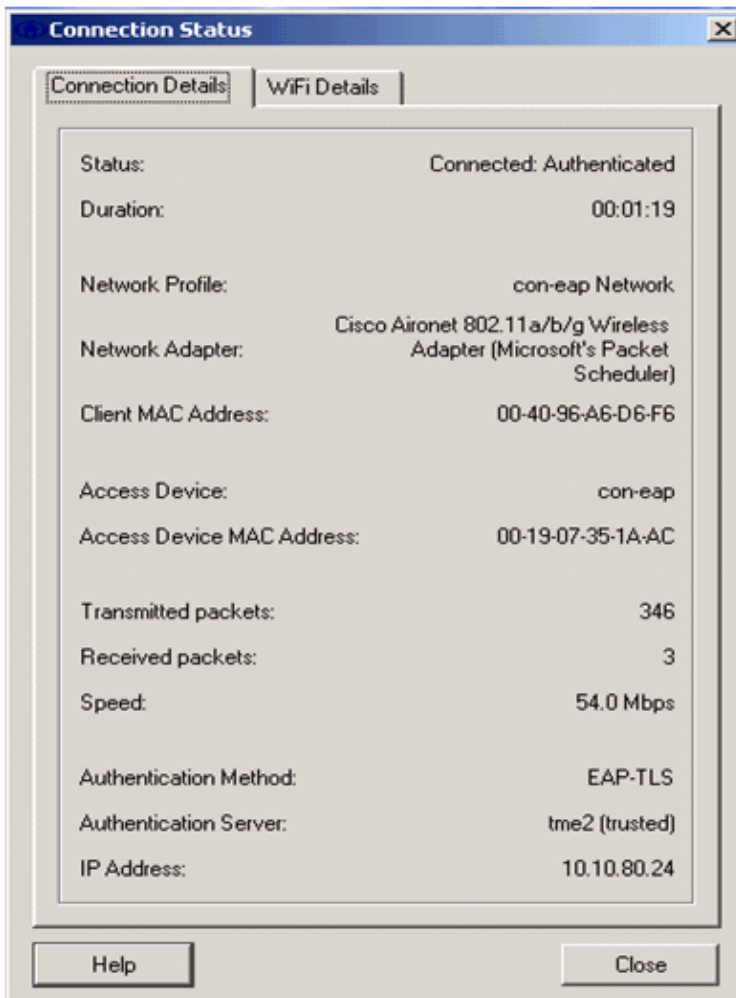 Connection Status
Connection Details
WiFi Details
Status: Connected: Authenticated
Duration: 00:01:19
Network Profile: con-eap Network
Network Adapter: Cisco Aironet 802.11a/b/g Wireless
Adapter (Microsoft's Packet
Scheduler)
Client MAC Address: 00-40-96-A6-D6-F6
Access Device: con-eap
Access Device MAC Address: 00-19-07-35-1A-AC
Transmitted packets: 346
Received packets: 3
Speed: 54.0 Mbps
Authentication Method: EAP-TLS
Authentication Server: tme2 (trusted)
IP Address: 10.10.80.24
Help
Close